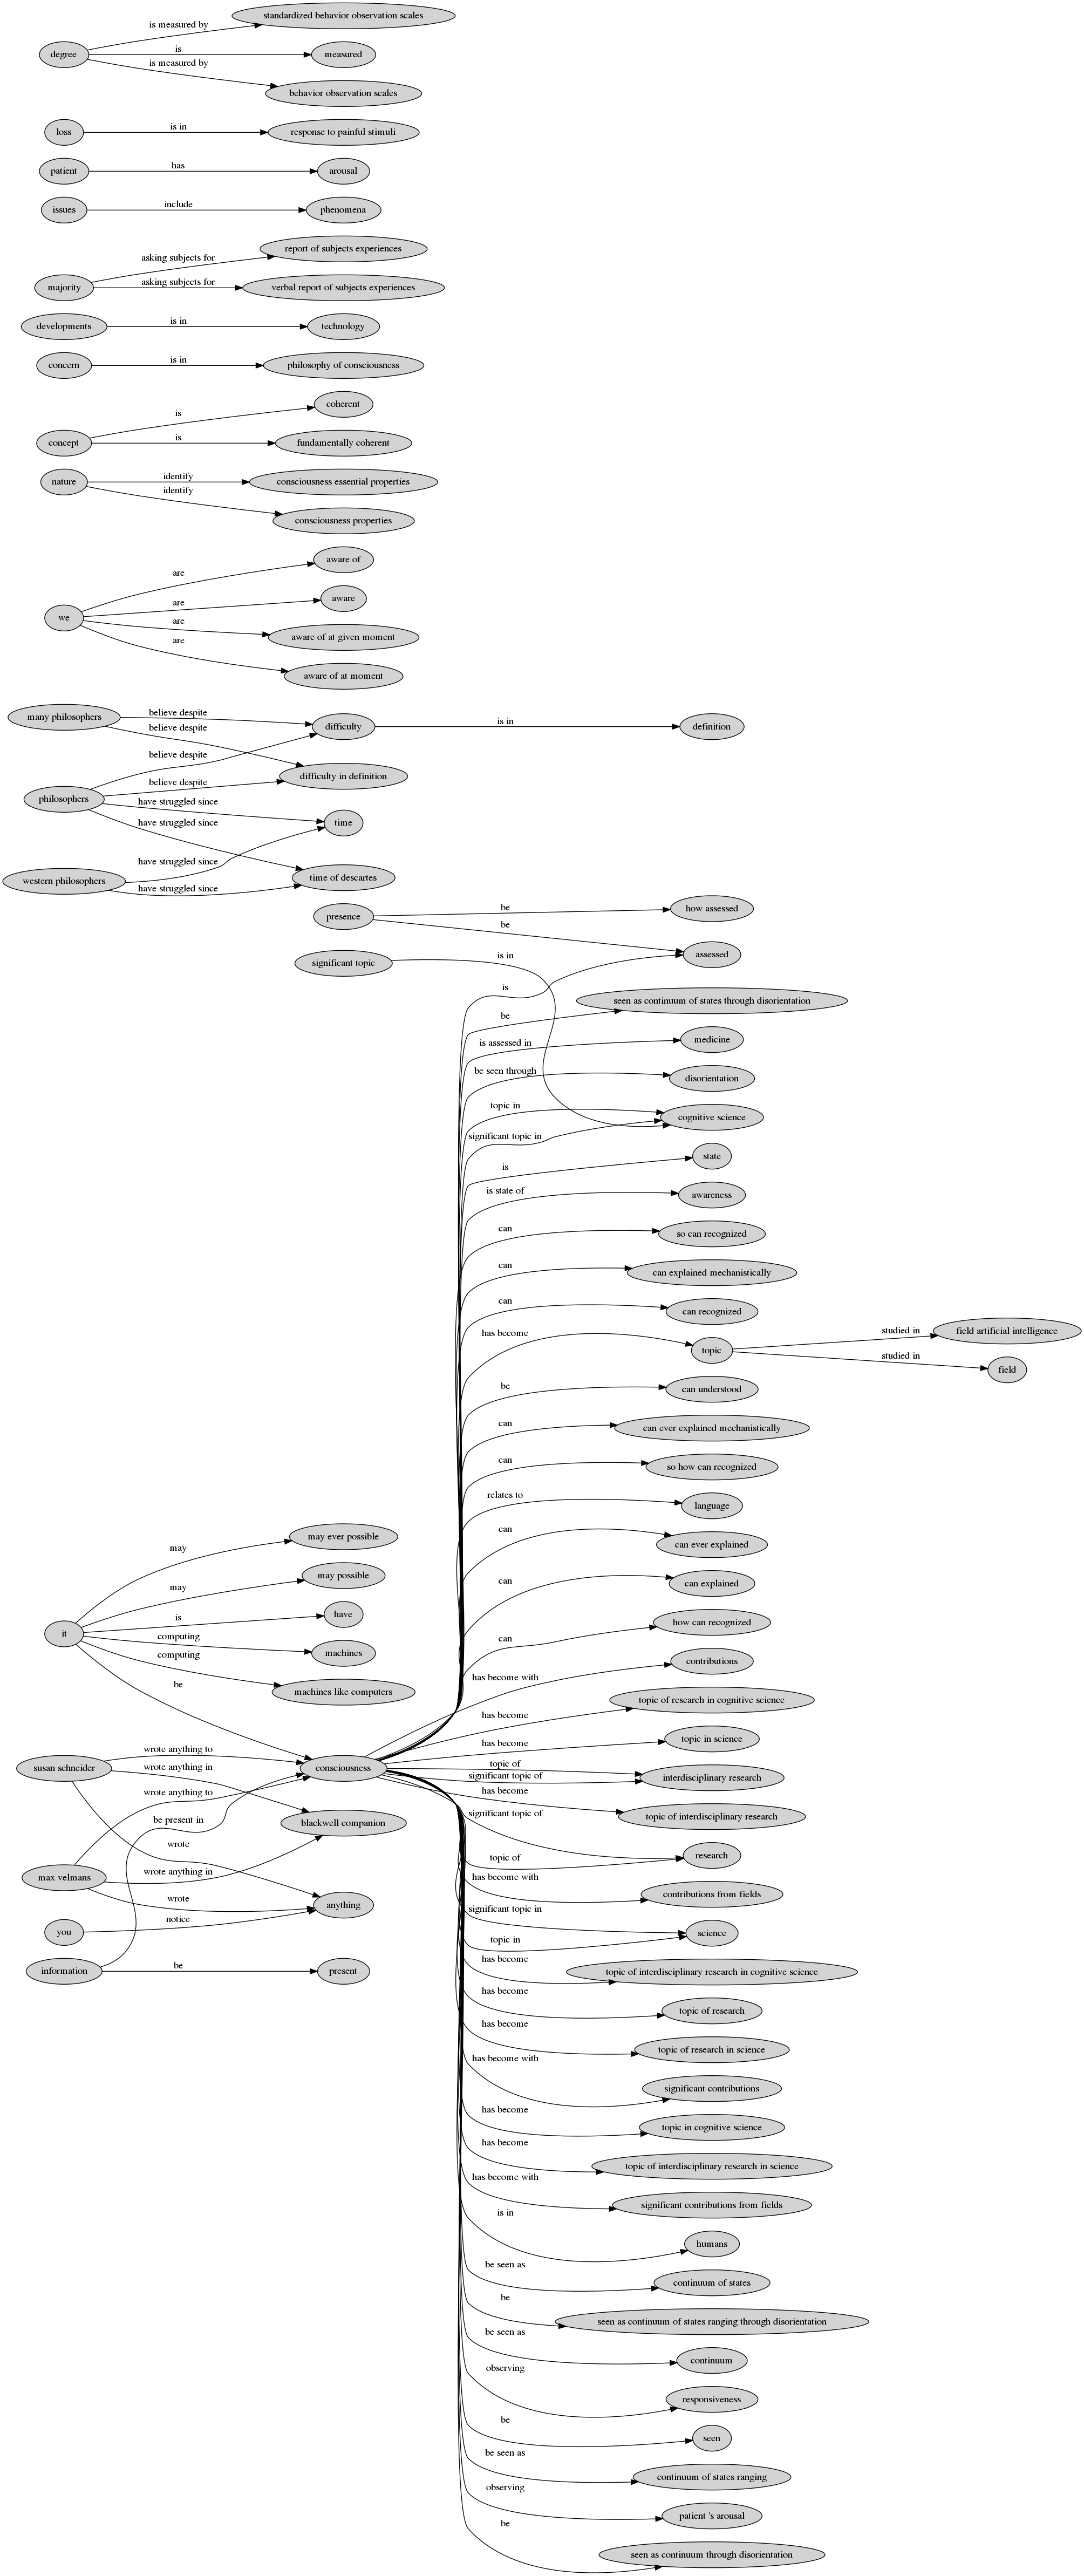 standardized behavior observation scales
is measured by
degree
is
measured
is measured by
behavior observation scales
loss
is in
response to painful stimuli
patient
has
arousal
issues
include
phenomena
report of subjects experiences
asking subjects for
majority
asking subjects for
verbal report of subjects experiences
developments
is in
technology
concern
is in
philosophy of consciousness
coherent
is
concept
is
fundamentally coherent
nature
identify
consciousness essential properties
identify
consciousness properties
aware of
are
aware
are
we
are
aware of at given moment
are
aware of at moment
many philosophers
believe despite
difficulty
is in
definition
believe despite
believe despite
difficulty in definition
believe despite
philosophers
have struggled since
time
have struggled since
have struggled since
western philosophers
time of descartes
have struggled since
presence
be
how assessed
be
assessed
significant topic
is in
is
seen as continuum of states through disorientation
be
is assessed in
medicine
be seen through
disorientation
topic in
cognitive science
significant topic in
is
state
is state of
awareness
can
so can recognized
can
can explained mechanistically
can
can recognized
has become
topic
studied in
field artificial intelligence
studied in
field
be
can understood
can
can ever explained mechanistically
can
so how can recognized
relates to
language
can
can ever explained
can
can explained
can
how can recognized
may ever possible
may
may possible
may
have
is
it
computing
machines
computing
machines like computers
be
contributions
has become with
topic of research in cognitive science
has become
topic in science
has become
susan schneider
wrote anything to
consciousness
wrote anything in
topic of
interdisciplinary research
significant topic of
has become
topic of interdisciplinary research
wrote anything to
be present in
blackwell companion
significant topic of
wrote
research
topic of
max velmans
wrote anything in
has become with
contributions from fields
wrote
anything
significant topic in
notice
you
science
topic in
information
be
present
has become
topic of interdisciplinary research in cognitive science
has become
topic of research
has become
topic of research in science
has become with
significant contributions
has become
topic in cognitive science
has become
topic of interdisciplinary research in science
has become with
significant contributions from fields
is in
humans
be seen as
continuum of states
be
seen as continuum of states ranging through disorientation
be seen as
continuum
observing
responsiveness
be
seen
be seen as
continuum of states ranging
observing
patient 's arousal
be
seen as continuum through disorientation